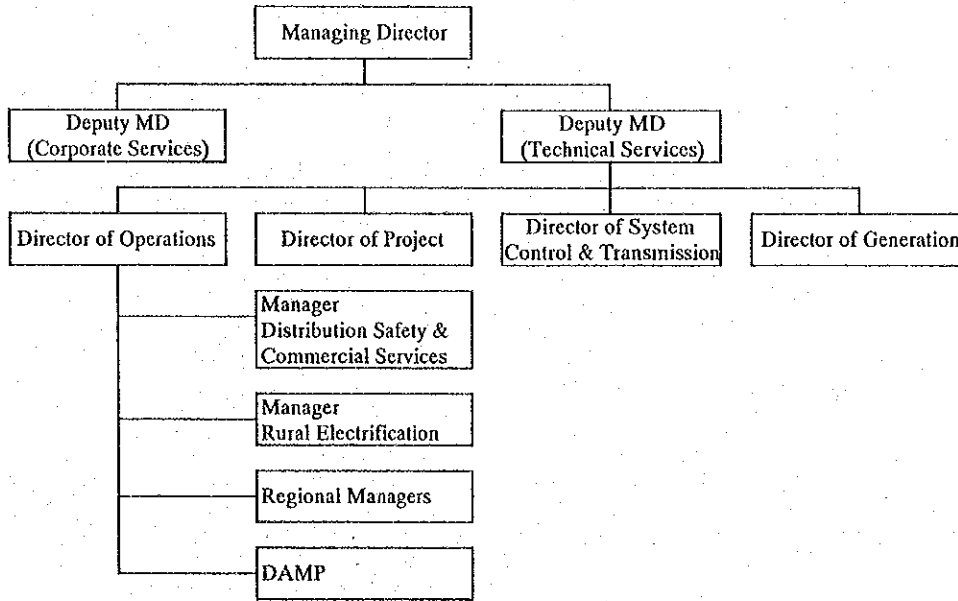 Managing Director
Deputy MD
(Corporate Services)
Deputy MD
(Technical Services)
Director of Operations
Director of Project
Director of System
Control & Transmission
Director of Generation
Manager
Distribution Safety &
Commercial Services
Manager
Rural Electrification
Regional Managers
DAMP